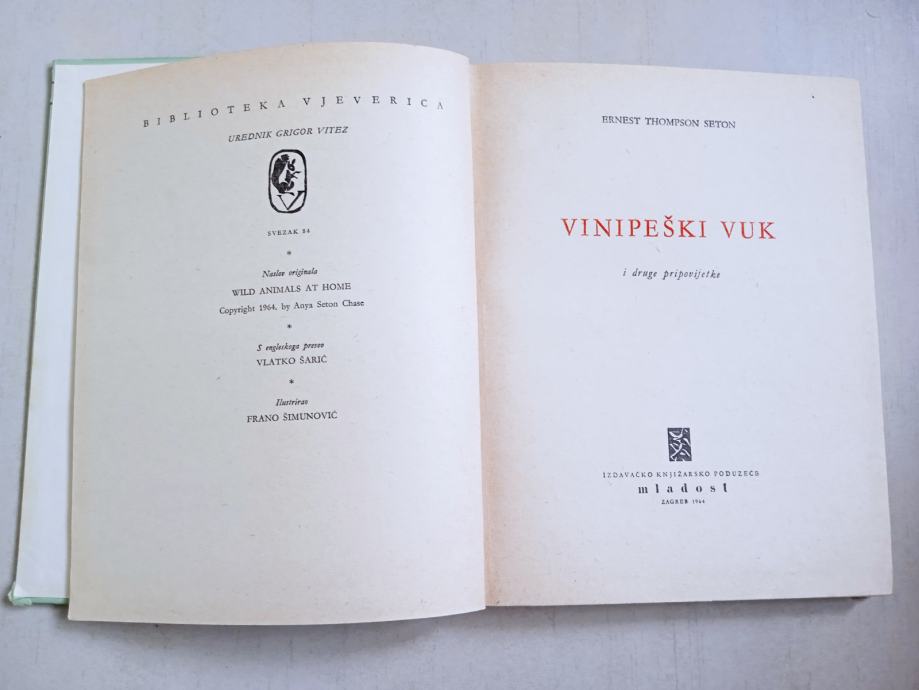 BIBLIOTEKA VJEVERICA
UREDNIK GRIGOR VITEZ
V
SVEZAK 84
*
Naslov originala
WILD ANIMALS AT HOME
Copyright 1964, by Anya Seton Chase
*
S engleskoga preveo
VLATKO ŠARIĆ
*
Ilustrirao
FRANO ŠIMUNOVIĆ
ERNEST THOMPSON SETON
VINIPEŠKI VUK
i druge pripovijetke
IZDAVAČKO KNJIŽARSKO PODUZEĆE
mladost
ZAGREB 1964